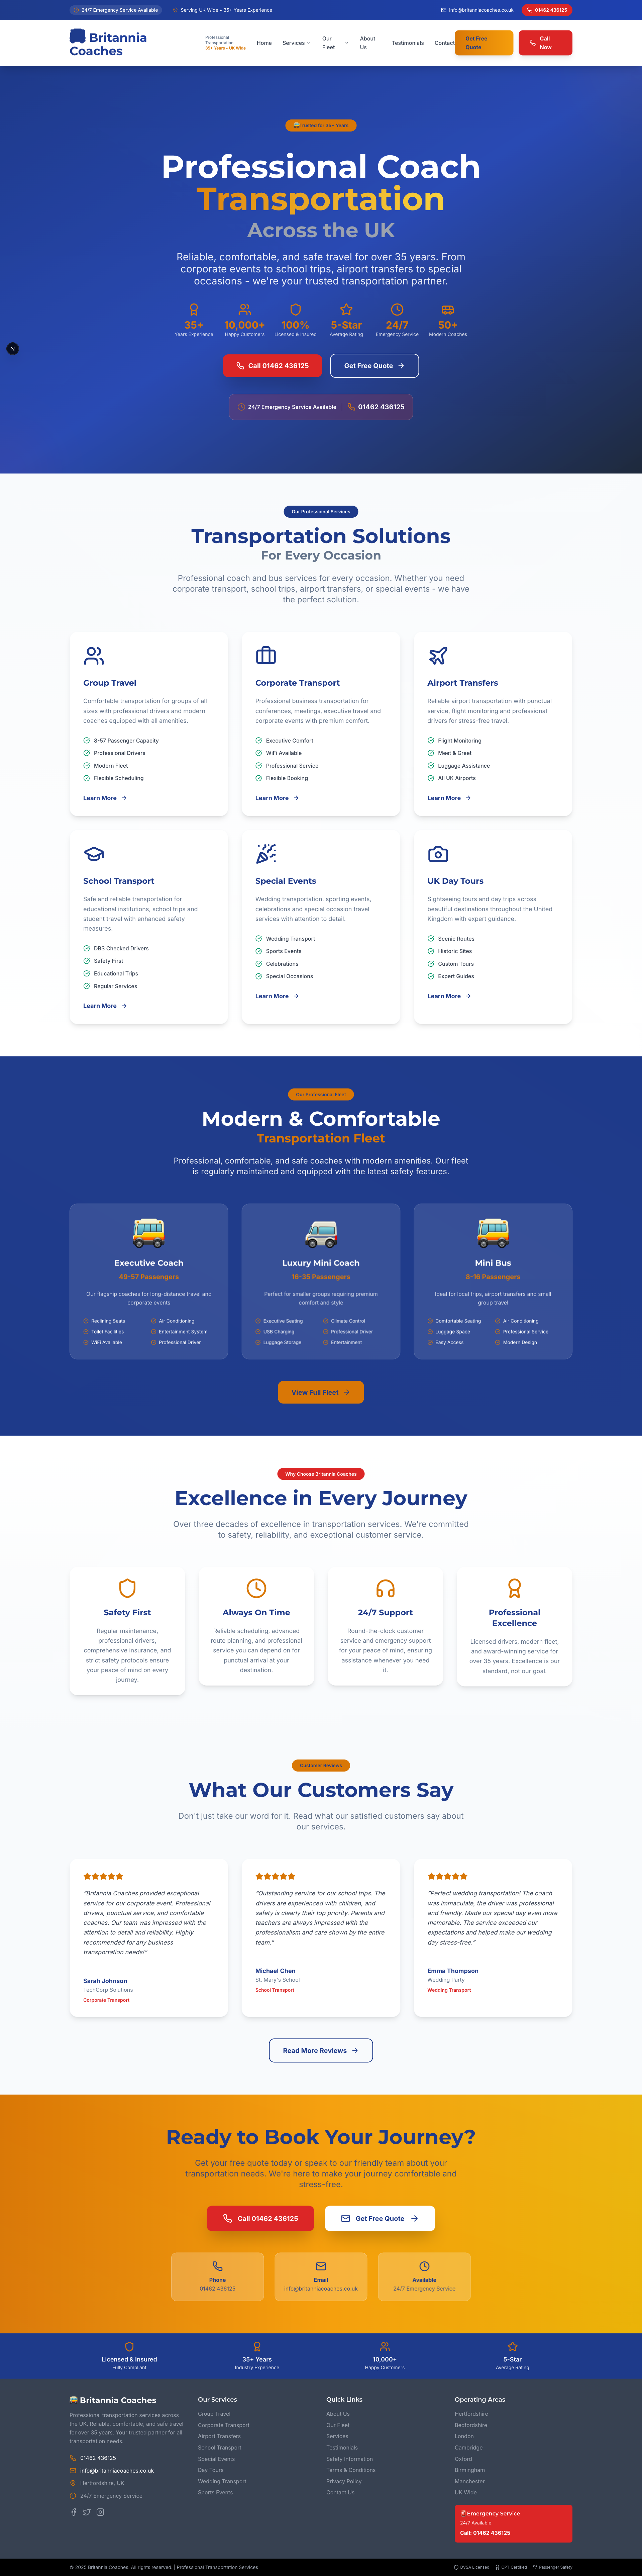 24/7 Emergency Service Available
Serving UK Wide • 35+ Years Experience
info@britanniacoaches.co.uk
01462 436125
Britannia
Coaches
Professional
Transportation
35+ Years • UK Wide
Home
Services
Our
Fleet
About
Us
Testimonials
Contact
Get Free
Quote
Call
Now
Trusted for 35+ Years
Professional Coach
Transportation
Across the UK
Reliable, comfortable, and safe travel for over 35 years. From
corporate events to school trips, airport transfers to special
occasions - we're your trusted transportation partner.
35+
Years Experience
10,000+
Happy Customers
100%
Licensed & Insured
5-Star
Average Rating
24/7
Emergency Service
50+
Modern Coaches
N
Call 01462 436125
Get Free Quote
24/7 Emergency Service Available
01462 436125
Our Professional Services
Transportation Solutions
For Every Occasion
Professional coach and bus services for every occasion. Whether you need
corporate transport, school trips, airport transfers, or special events - we have
the perfect solution.
Group Travel
Comfortable transportation for groups of all
sizes with professional drivers and modern
coaches equipped with all amenities.
8-57 Passenger Capacity
Professional Drivers
Modern Fleet
Flexible Scheduling
Learn More
Corporate Transport
Professional business transportation for
conferences, meetings, executive travel and
corporate events with premium comfort.
Executive Comfort
WiFi Available
Professional Service
Flexible Booking
Learn More
Airport Transfers
Reliable airport transportation with punctual
service, flight monitoring and professional
drivers for stress-free travel.
Flight Monitoring
Meet & Greet
Luggage Assistance
All UK Airports
Learn More
School Transport
Safe and reliable transportation for
educational institutions, school trips and
student travel with enhanced safety
measures.
DBS Checked Drivers
Safety First
Educational Trips
Regular Services
Learn More
Special Events
Wedding transportation, sporting events,
celebrations and special occasion travel
services with attention to detail.
Wedding Transport
Sports Events
Celebrations
Special Occasions
Learn More
UK Day Tours
Sightseeing tours and day trips across
beautiful destinations throughout the United
Kingdom with expert guidance.
Scenic Routes
Historic Sites
Custom Tours
Expert Guides
Learn More
Our Professional Fleet
Modern & Comfortable
Transportation Fleet
Professional, comfortable, and safe coaches with modern amenities. Our fleet
is regularly maintained and equipped with the latest safety features.
Executive Coach
49-57 Passengers
Our flagship coaches for long-distance travel and
corporate events
Reclining Seats
Air Conditioning
Toilet Facilities
Entertainment System
WiFi Available
Professional Driver
Luxury Mini Coach
16-35 Passengers
Perfect for smaller groups requiring premium
comfort and style
Executive Seating
Climate Control
USB Charging
Professional Driver
Luggage Storage
Entertainment
Mini Bus
8-16 Passengers
Ideal for local trips, airport transfers and small
group travel
Comfortable Seating
Air Conditioning
Luggage Space
Professional Service
Easy Access
Modern Design
View Full Fleet
Why Choose Britannia Coaches
Excellence in Every Journey
Over three decades of excellence in transportation services. We're committed
to safety, reliability, and exceptional customer service.
Safety First
Regular maintenance,
professional drivers,
comprehensive insurance, and
strict safety protocols ensure
your peace of mind on every
journey.
Always On Time
Reliable scheduling, advanced
route planning, and professional
service you can depend on for
punctual arrival at your
destination.
24/7 Support
Round-the-clock customer
service and emergency support
for your peace of mind, ensuring
assistance whenever you need
it.
Professional
Excellence
Licensed drivers, modern fleet,
and award-winning service for
over 35 years. Excellence is our
standard, not our goal.
Customer Reviews
What Our Customers Say
Don't just take our word for it. Read what our satisfied customers say about
our services.
"Britannia Coaches provided exceptional
service for our corporate event. Professional
drivers, punctual service, and comfortable
coaches. Our team was impressed with the
attention to detail and reliability. Highly
recommended for any business
transportation needs!"
Sarah Johnson
TechCorp Solutions
Corporate Transport
"Outstanding service for our school trips. The
drivers are experienced with children, and
safety is clearly their top priority. Parents and
teachers are always impressed with the
professionalism and care shown by the entire
team."
Michael Chen
St. Mary's School
School Transport
"Perfect wedding transportation! The coach
was immaculate, the driver was professional
and friendly. Made our special day even more
memorable. The service exceeded our
expectations and helped make our wedding
day stress-free."
Emma Thompson
Wedding Party
Wedding Transport
Read More Reviews
Ready to Book Your Journey?
Get your free quote today or speak to our friendly team about your
transportation needs. We're here to make your journey comfortable and
stress-free.
Call 01462 436125
Get Free Quote
Phone
01462 436125
Email
info@britanniacoaches.co.uk
Available
24/7 Emergency Service
Licensed & Insured
Fully Compliant
35+ Years
Industry Experience
10,000+
Happy Customers
5-Star
Average Rating
Britannia Coaches
Professional transportation services across
the UK. Reliable, comfortable, and safe travel
for over 35 years. Your trusted partner for all
transportation needs.
01462 436125
info@britanniacoaches.co.uk
Hertfordshire, UK
24/7 Emergency Service
Our Services
Group Travel
Corporate Transport
Airport Transfers
School Transport
Special Events
Day Tours
Wedding Transport
Sports Events
Quick Links
About Us
Our Fleet
Services
Testimonials
Safety Information
Terms & Conditions
Privacy Policy
Contact Us
Operating Areas
Hertfordshire
Bedfordshire
London
Cambridge
Oxford
Birmingham
Manchester
UK Wide
Emergency Service
24/7 Available
Call: 01462 436125
© 2025 Britannia Coaches. All rights reserved. | Professional Transportation Services
DVSA Licensed
CPT Certified
Passenger Safety